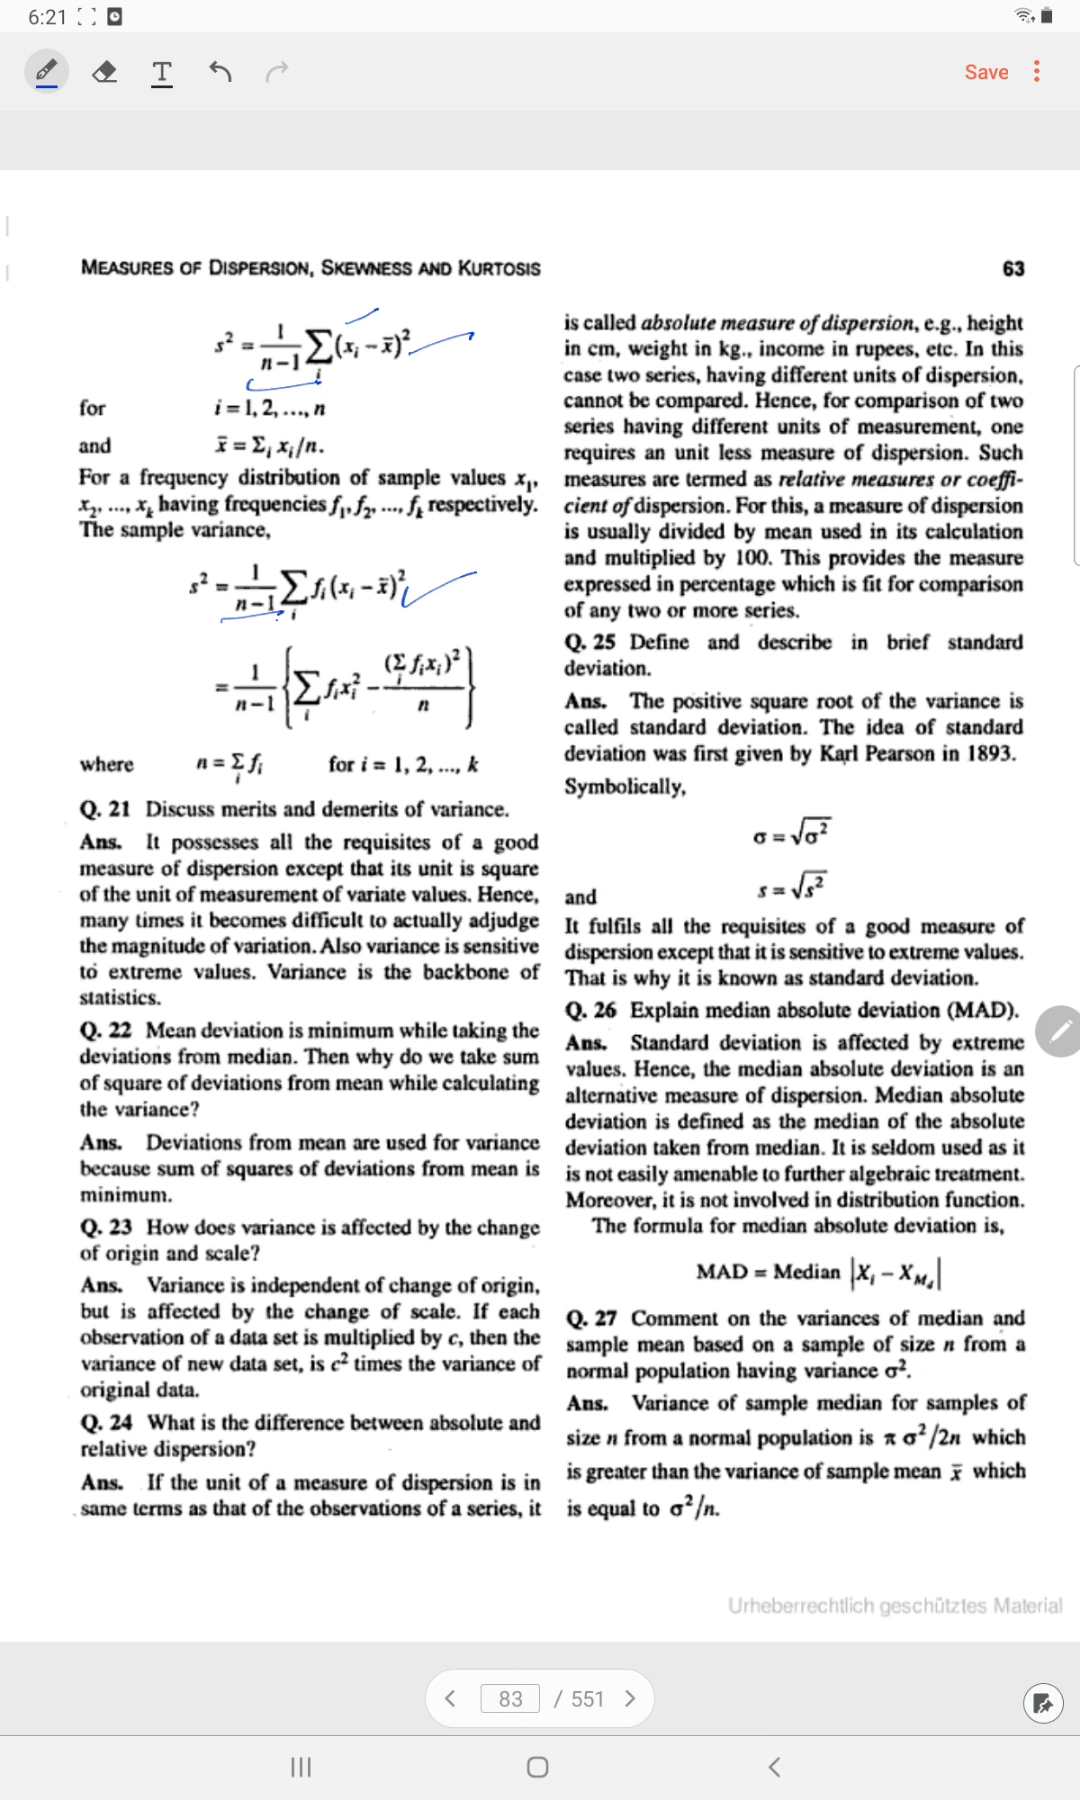 6:21
T
Save
MEASURES OF DISPERSION, SKEWNESS AND KURTOSIS 63
s² = 1/(n−1) Σᵢ (xᵢ − x̄)²
for i = 1, 2, ..., n
and x̄ = Σᵢ xᵢ/n.
For a frequency distribution of sample values x₁,
x₂, ..., xₖ having frequencies f₁, f₂, ..., fₖ respectively.
The sample variance,
s² = 1/(n−1) Σᵢ fᵢ (xᵢ − x̄)²
= 1/(n−1) { Σᵢ fᵢxᵢ² − (Σᵢ fᵢxᵢ)²/n }
where n = Σᵢ fᵢ for i = 1, 2, ..., k
Q. 21 Discuss merits and demerits of variance.
Ans. It possesses all the requisites of a good
measure of dispersion except that its unit is square
of the unit of measurement of variate values. Hence,
many times it becomes difficult to actually adjudge
the magnitude of variation. Also variance is sensitive
to extreme values. Variance is the backbone of
statistics.
Q. 22 Mean deviation is minimum while taking the
deviations from median. Then why do we take sum
of square of deviations from mean while calculating
the variance?
Ans. Deviations from mean are used for variance
because sum of squares of deviations from mean is
minimum.
Q. 23 How does variance is affected by the change
of origin and scale?
Ans. Variance is independent of change of origin,
but is affected by the change of scale. If each
observation of a data set is multiplied by c, then the
variance of new data set, is c² times the variance of
original data.
Q. 24 What is the difference between absolute and
relative dispersion?
Ans. If the unit of a measure of dispersion is in
same terms as that of the observations of a series, it
is called absolute measure of dispersion, e.g., height
in cm, weight in kg., income in rupees, etc. In this
case two series, having different units of dispersion,
cannot be compared. Hence, for comparison of two
series having different units of measurement, one
requires an unit less measure of dispersion. Such
measures are termed as relative measures or coeffi-
cient of dispersion. For this, a measure of dispersion
is usually divided by mean used in its calculation
and multiplied by 100. This provides the measure
expressed in percentage which is fit for comparison
of any two or more series.
Q. 25 Define and describe in brief standard
deviation.
Ans. The positive square root of the variance is
called standard deviation. The idea of standard
deviation was first given by Karl Pearson in 1893.
Symbolically,
σ = √σ²
and s = √s²
It fulfils all the requisites of a good measure of
dispersion except that it is sensitive to extreme values.
That is why it is known as standard deviation.
Q. 26 Explain median absolute deviation (MAD).
Ans. Standard deviation is affected by extreme
values. Hence, the median absolute deviation is an
alternative measure of dispersion. Median absolute
deviation is defined as the median of the absolute
deviation taken from median. It is seldom used as it
is not easily amenable to further algebraic treatment.
Moreover, it is not involved in distribution function.
The formula for median absolute deviation is,
MAD = Median |Xᵢ − X_Md|
Q. 27 Comment on the variances of median and
sample mean based on a sample of size n from a
normal population having variance σ².
Ans. Variance of sample median for samples of
size n from a normal population is π σ²/2n which
is greater than the variance of sample mean x̄ which
is equal to σ²/n.
Urheberrechtlich geschütztes Material
83 / 551